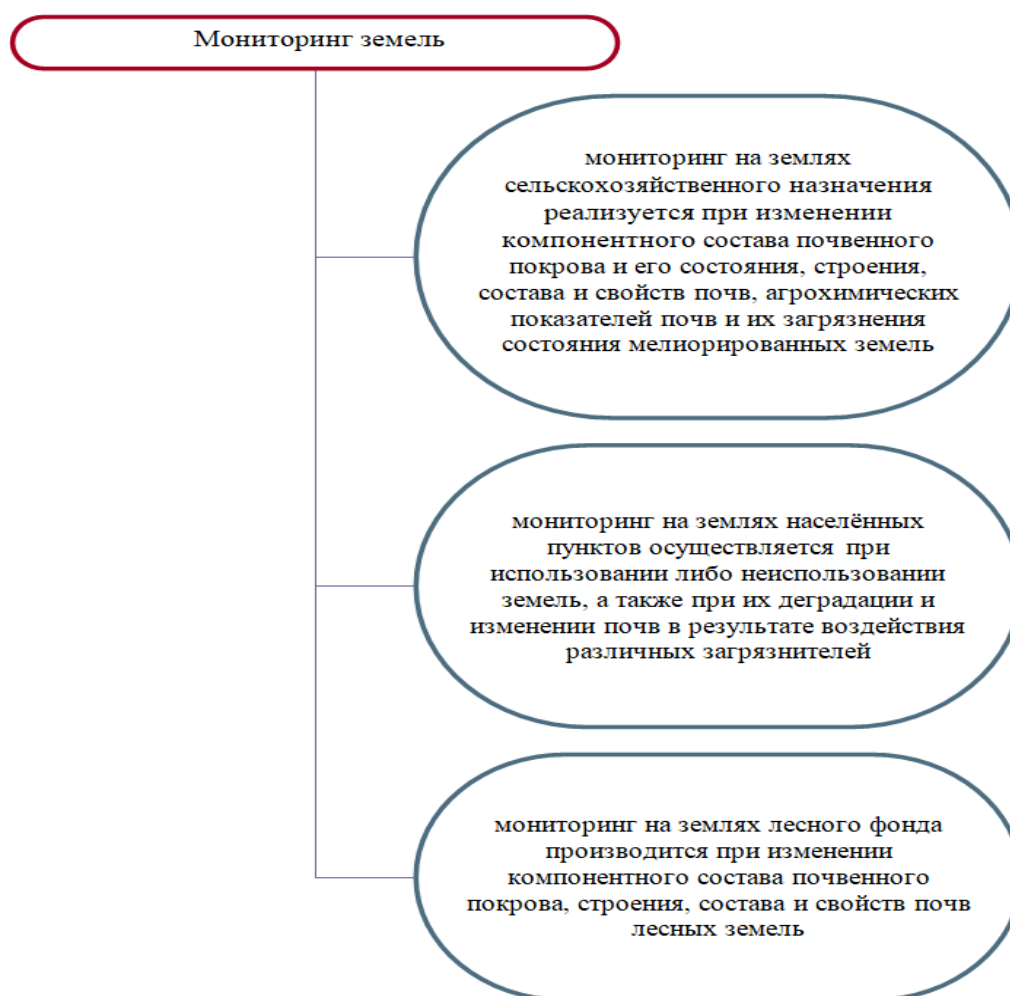 Мониторинг земель
мониторинг на землях
сельскохозяйственного назначения
реализуется при изменении
компонентного состава почвенного
покрова и его состояния, строения,
состава и свойств почв, агрохимических
показателей почв и их загрязнения
состояния мелиорированных земель
мониторинг на землях населённых
пунктов осуществляется при
использовании либо неиспользовании
земель, а также при их деградации и
изменении почв в результате воздействия
различных загрязнителей
мониторинг на землях лесного фонда
производится при изменении
компонентного состава почвенного
покрова, строения, состава и свойств почв
лесных земель